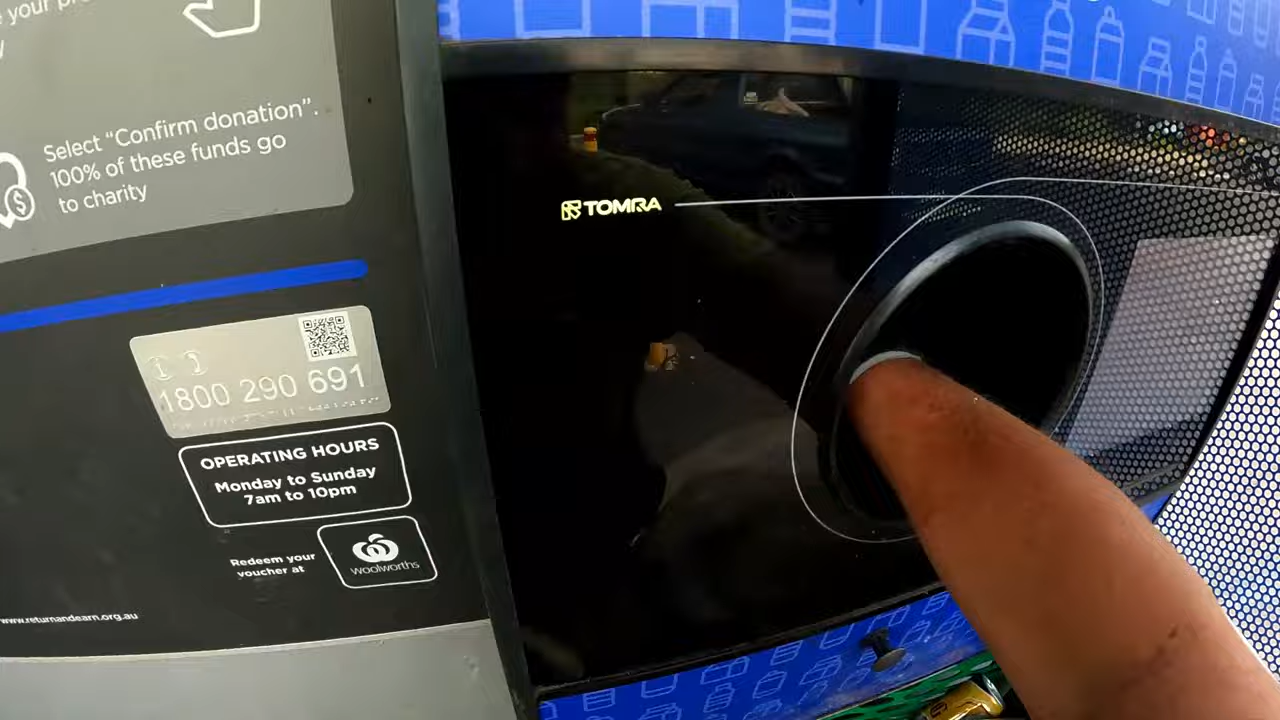 Select “Confirm donation”.
100% of these funds go
to charity
TOMRA
1800 290 691
OPERATING HOURS
Monday to Sunday
7am to 10pm
Redeem your
voucher at
woolworths
www.returnandearn.org.au